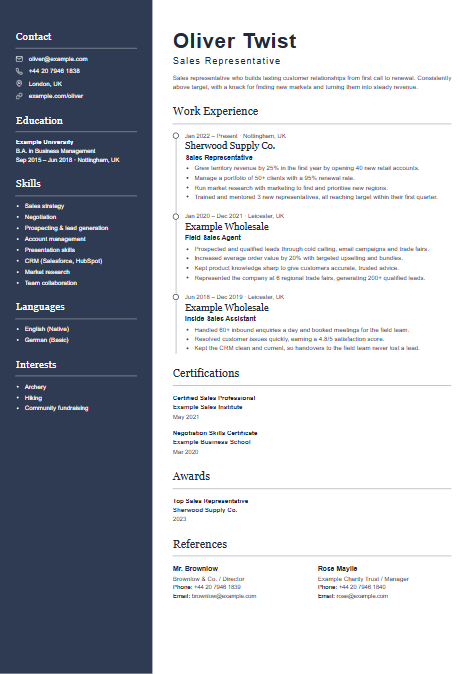 Contact
oliver@example.com
+44 20 7946 1838
London, UK
example.com/oliver
Education
Example University
B.A. in Business Management
Sep 2015 – Jun 2018 · Nottingham, UK
Skills
• Sales strategy
• Negotiation
• Prospecting & lead generation
• Account management
• Presentation skills
• CRM (Salesforce, HubSpot)
• Market research
• Team collaboration
Languages
• English (Native)
• German (Basic)
Interests
• Archery
• Hiking
• Community fundraising
Oliver Twist
Sales Representative
Sales representative who builds lasting customer relationships from first call to renewal. Consistently
above target, with a knack for finding new markets and turning them into steady revenue.
Work Experience
Jan 2022 – Present · Nottingham, UK
Sherwood Supply Co.
Sales Representative
• Grew territory revenue by 25% in the first year by opening 40 new retail accounts.
• Manage a portfolio of 50+ clients with a 95% renewal rate.
• Run market research with marketing to find and prioritise new regions.
• Trained and mentored 3 new representatives, all reaching target within their first quarter.
Jan 2020 – Dec 2021 · Leicester, UK
Example Wholesale
Field Sales Agent
• Prospected and qualified leads through cold calling, email campaigns and trade fairs.
• Increased average order value by 20% with targeted upselling and bundles.
• Kept product knowledge sharp to give customers accurate, trusted advice.
• Represented the company at 6 regional trade fairs, generating 200+ qualified leads.
Jun 2018 – Dec 2019 · Leicester, UK
Example Wholesale
Inside Sales Assistant
• Handled 60+ inbound enquiries a day and booked meetings for the field team.
• Resolved customer issues quickly, earning a 4.8/5 satisfaction score.
• Kept the CRM clean and current, so handovers to the field team never lost a lead.
Certifications
Certified Sales Professional
Example Sales Institute
May 2021
Negotiation Skills Certificate
Example Business School
Mar 2020
Awards
Top Sales Representative
Sherwood Supply Co.
2023
References
Mr. Brownlow
Brownlow & Co. / Director
Phone: +44 20 7946 1839
Email: brownlow@example.com
Rose Maylie
Example Charity Trust / Manager
Phone: +44 20 7946 1840
Email: rose@example.com